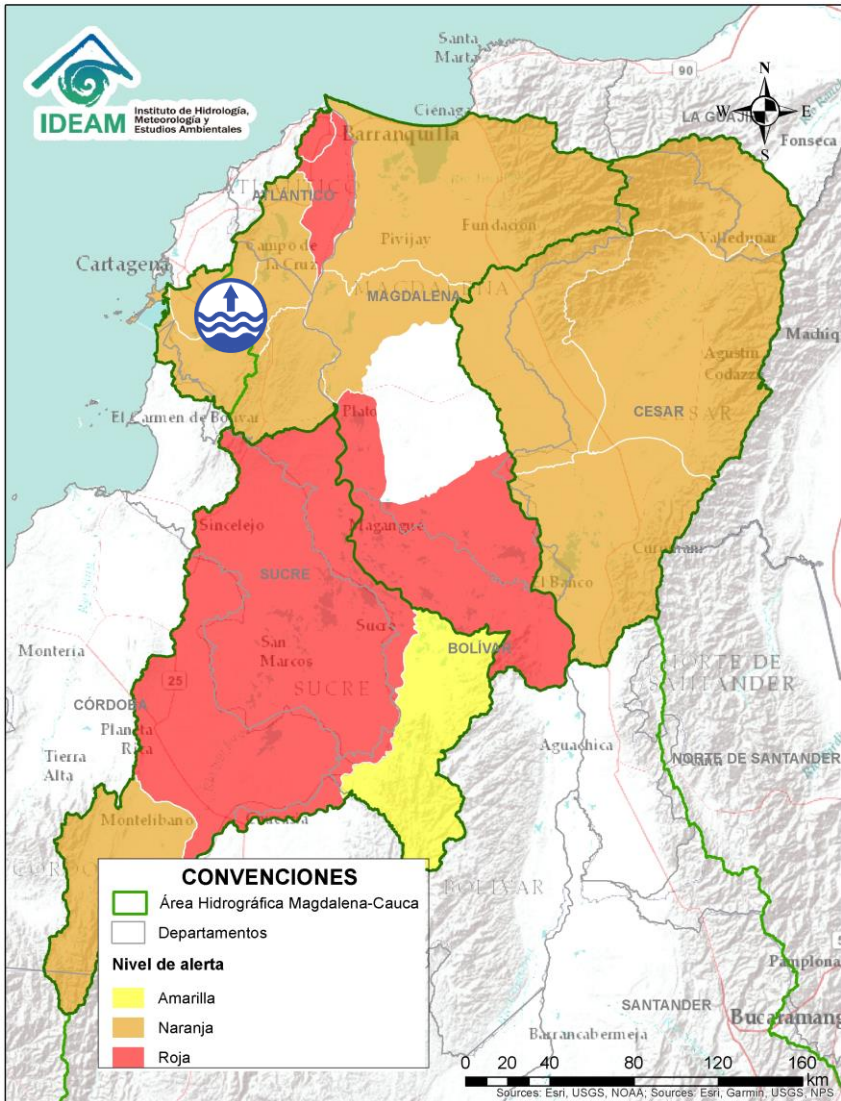 IDEAM
Instituto de Hidrología,
Meteorología y
Estudios Ambientales
Santa
Marta
90
N
W
E
S
LA GUAJIRA
Fonseca
Ciénaga
Barranquilla
ATLÁNTICO
Pivijay
Fundación
Valledupar
Campo de
la Cruz
Cartagena
MAGDALENA
Agustín
Codazzi
CESAR
El Carmen de Bolívar
Plato
Sincelejo
Magangué
SUCRE
El Banco
Sucre
BOLÍVAR
Montería
San
Marcos
SUCRE
25
CÓRDOBA
Planeta
Rica
Tierra
Alta
Aguachica
NORTE DE
SANTANDER
NORTE DE SANTANDER
Montelíbano
BOLÍVAR
CONVENCIONES
Área Hidrográfica Magdalena-Cauca
Departamentos
Nivel de alerta
Amarilla
Naranja
Roja
Pamplona
SANTANDER
Bucaramang
Barrancabermeja
0 20 40 80 120 160
km
Sources: Esri, USGS, NOAA; Sources: Esri, Garmin, USGS, NPS